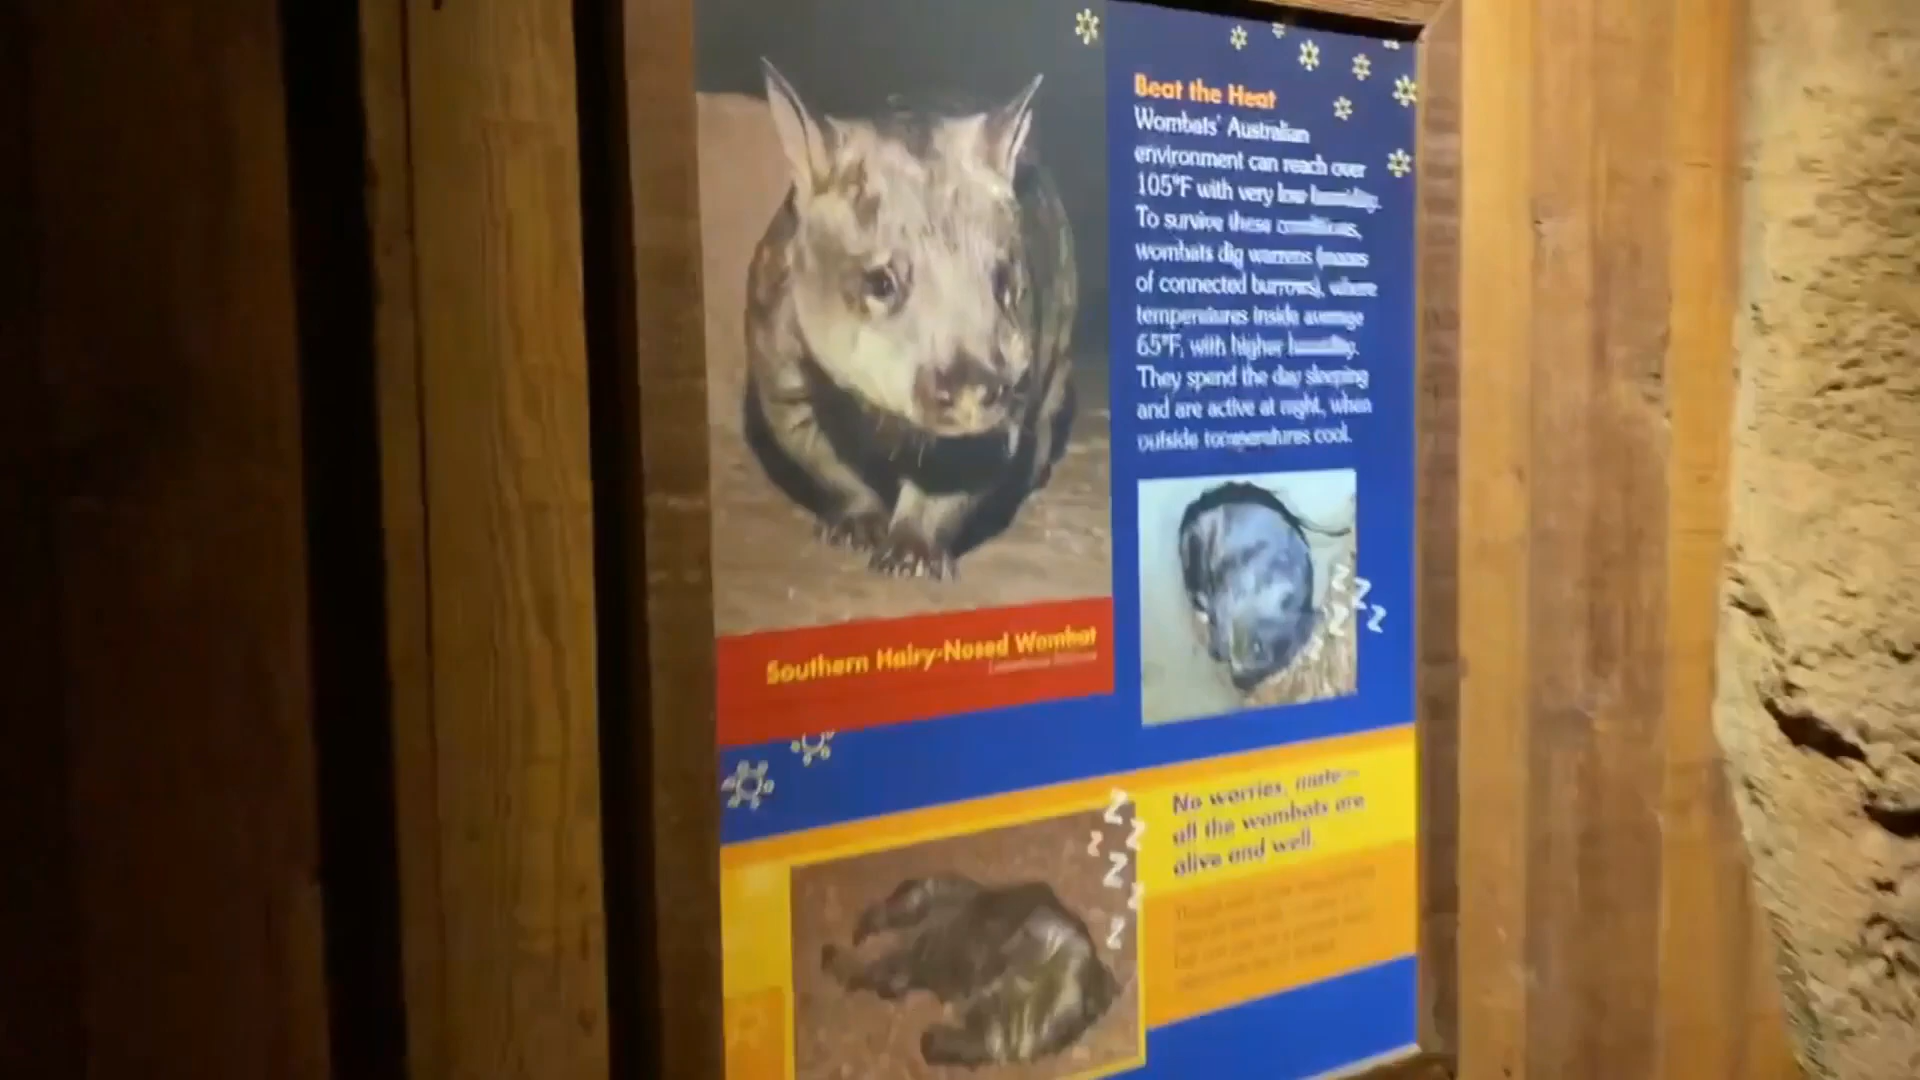 Beat the Heat
Wombats' Australian
environment can reach over
105°F with very low humidity.
To survive these conditions,
wombats dig warrens (mazes
of connected burrows), where
temperatures inside average
65°F, with higher humidity.
They spend the day sleeping
and are active at night, when
outside temperatures cool.
Southern Hairy-Nosed Wombat
Z
Z
Z
Z
Z
Z
Z
Z
Z
Z
No worries, mate—
all the wombats are
alive and well.